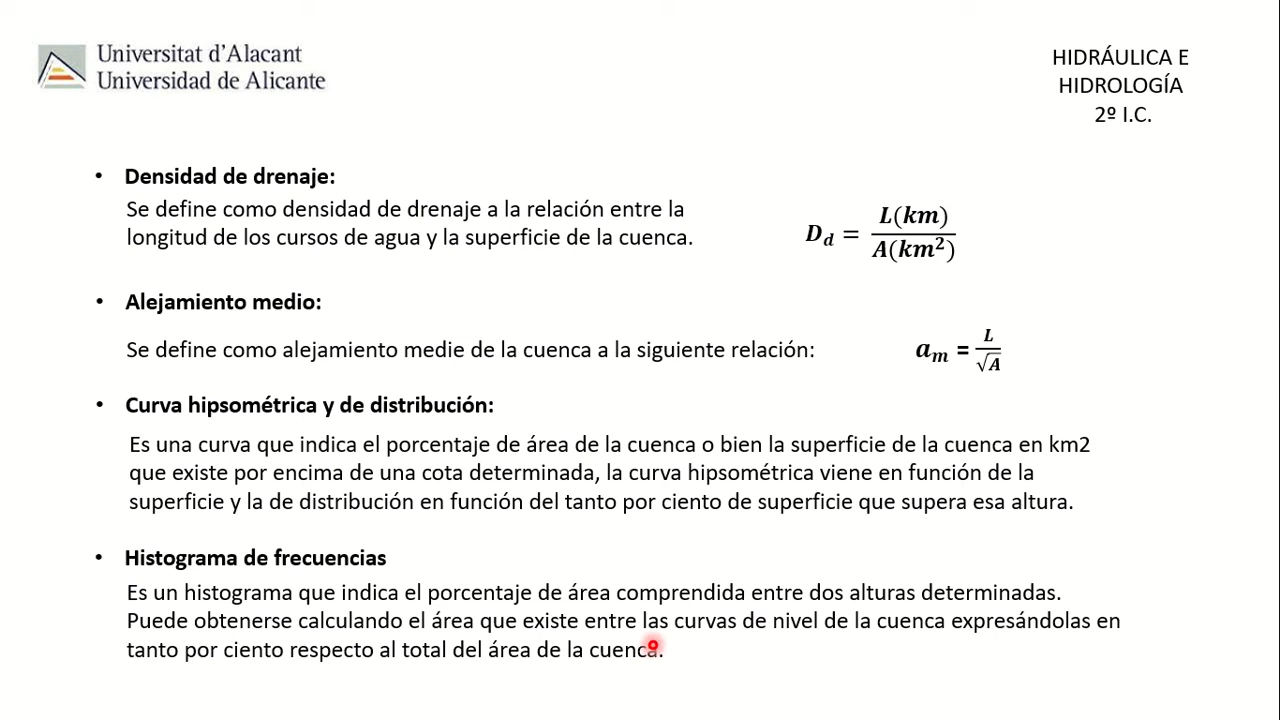 Universitat d'Alacant
Universidad de Alicante
HIDRÁULICA E
HIDROLOGÍA
2º I.C.
• Densidad de drenaje:
Se define como densidad de drenaje a la relación entre la
longitud de los cursos de agua y la superficie de la cuenca.
D_d = L(km) / A(km²)
• Alejamiento medio:
Se define como alejamiento medie de la cuenca a la siguiente relación:
a_m = L / √A
• Curva hipsométrica y de distribución:
Es una curva que indica el porcentaje de área de la cuenca o bien la superficie de la cuenca en km2
que existe por encima de una cota determinada, la curva hipsométrica viene en función de la
superficie y la de distribución en función del tanto por ciento de superficie que supera esa altura.
• Histograma de frecuencias
Es un histograma que indica el porcentaje de área comprendida entre dos alturas determinadas.
Puede obtenerse calculando el área que existe entre las curvas de nivel de la cuenca expresándolas en
tanto por ciento respecto al total del área de la cuenca.